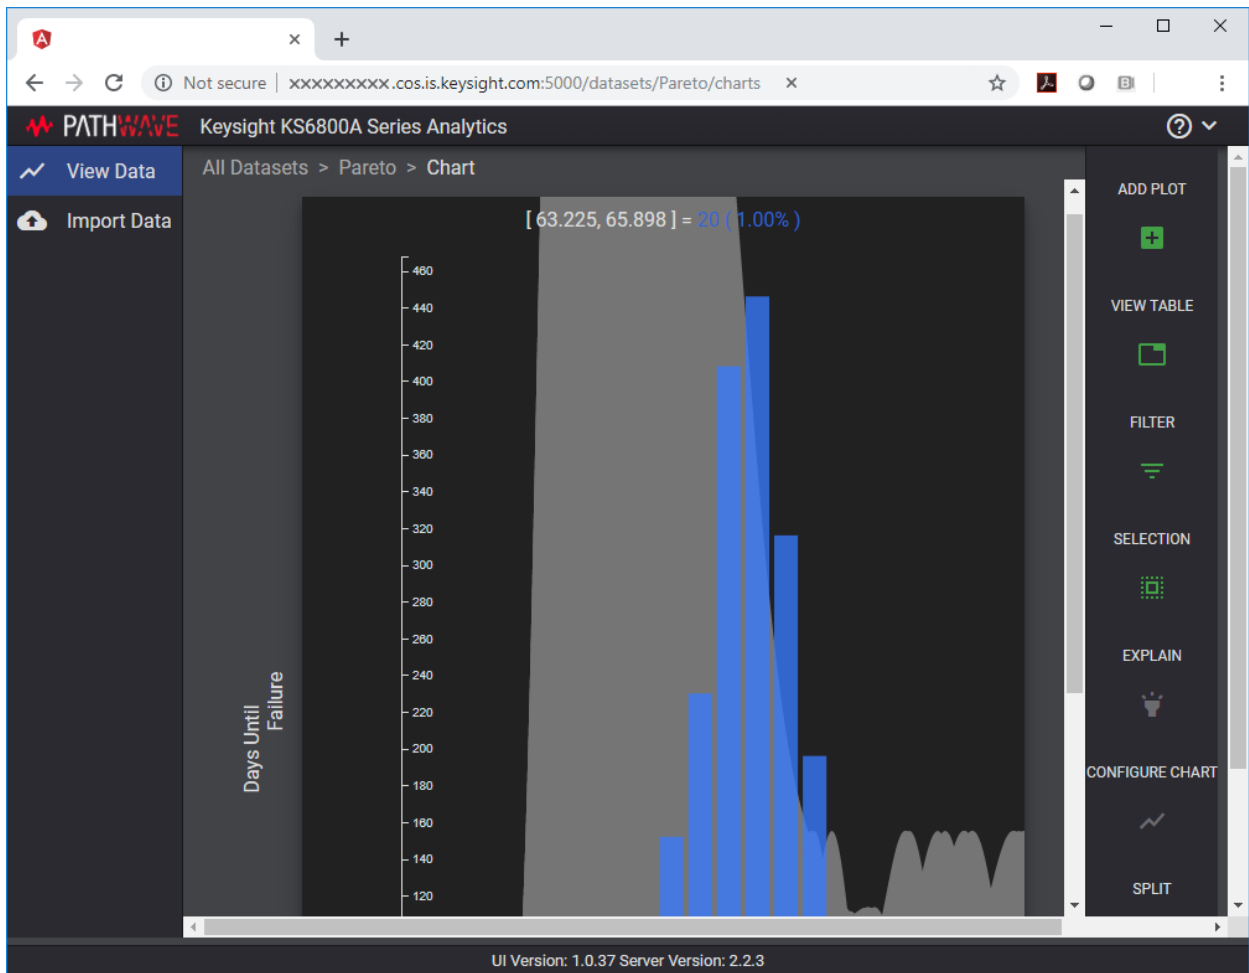 Not secure | xxxxxxxxx.cos.is.keysight.com:5000/datasets/Pareto/charts
PATHWAVE Keysight KS6800A Series Analytics
View Data
Import Data
All Datasets > Pareto > Chart
[ 63.225, 65.898 ] = 20 ( 1.00% )
460
440
420
400
380
360
340
320
300
280
260
240
220
200
180
160
140
120
Days Until
Failure
ADD PLOT
VIEW TABLE
FILTER
SELECTION
EXPLAIN
CONFIGURE CHART
SPLIT
UI Version: 1.0.37 Server Version: 2.2.3